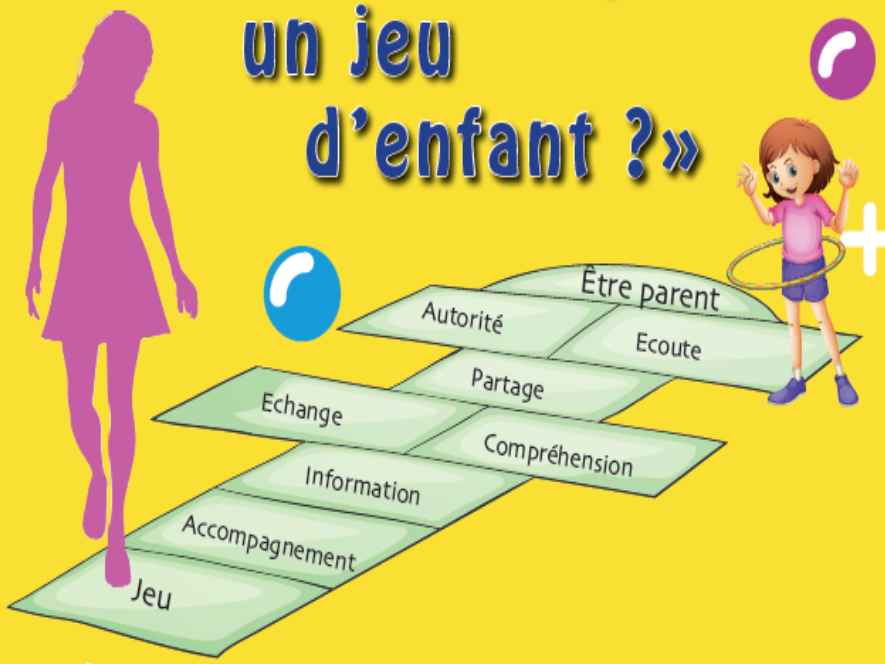 un jeu
d'enfant ?»
Être parent
Autorité
Ecoute
Partage
Echange
Compréhension
Information
Accompagnement
Jeu